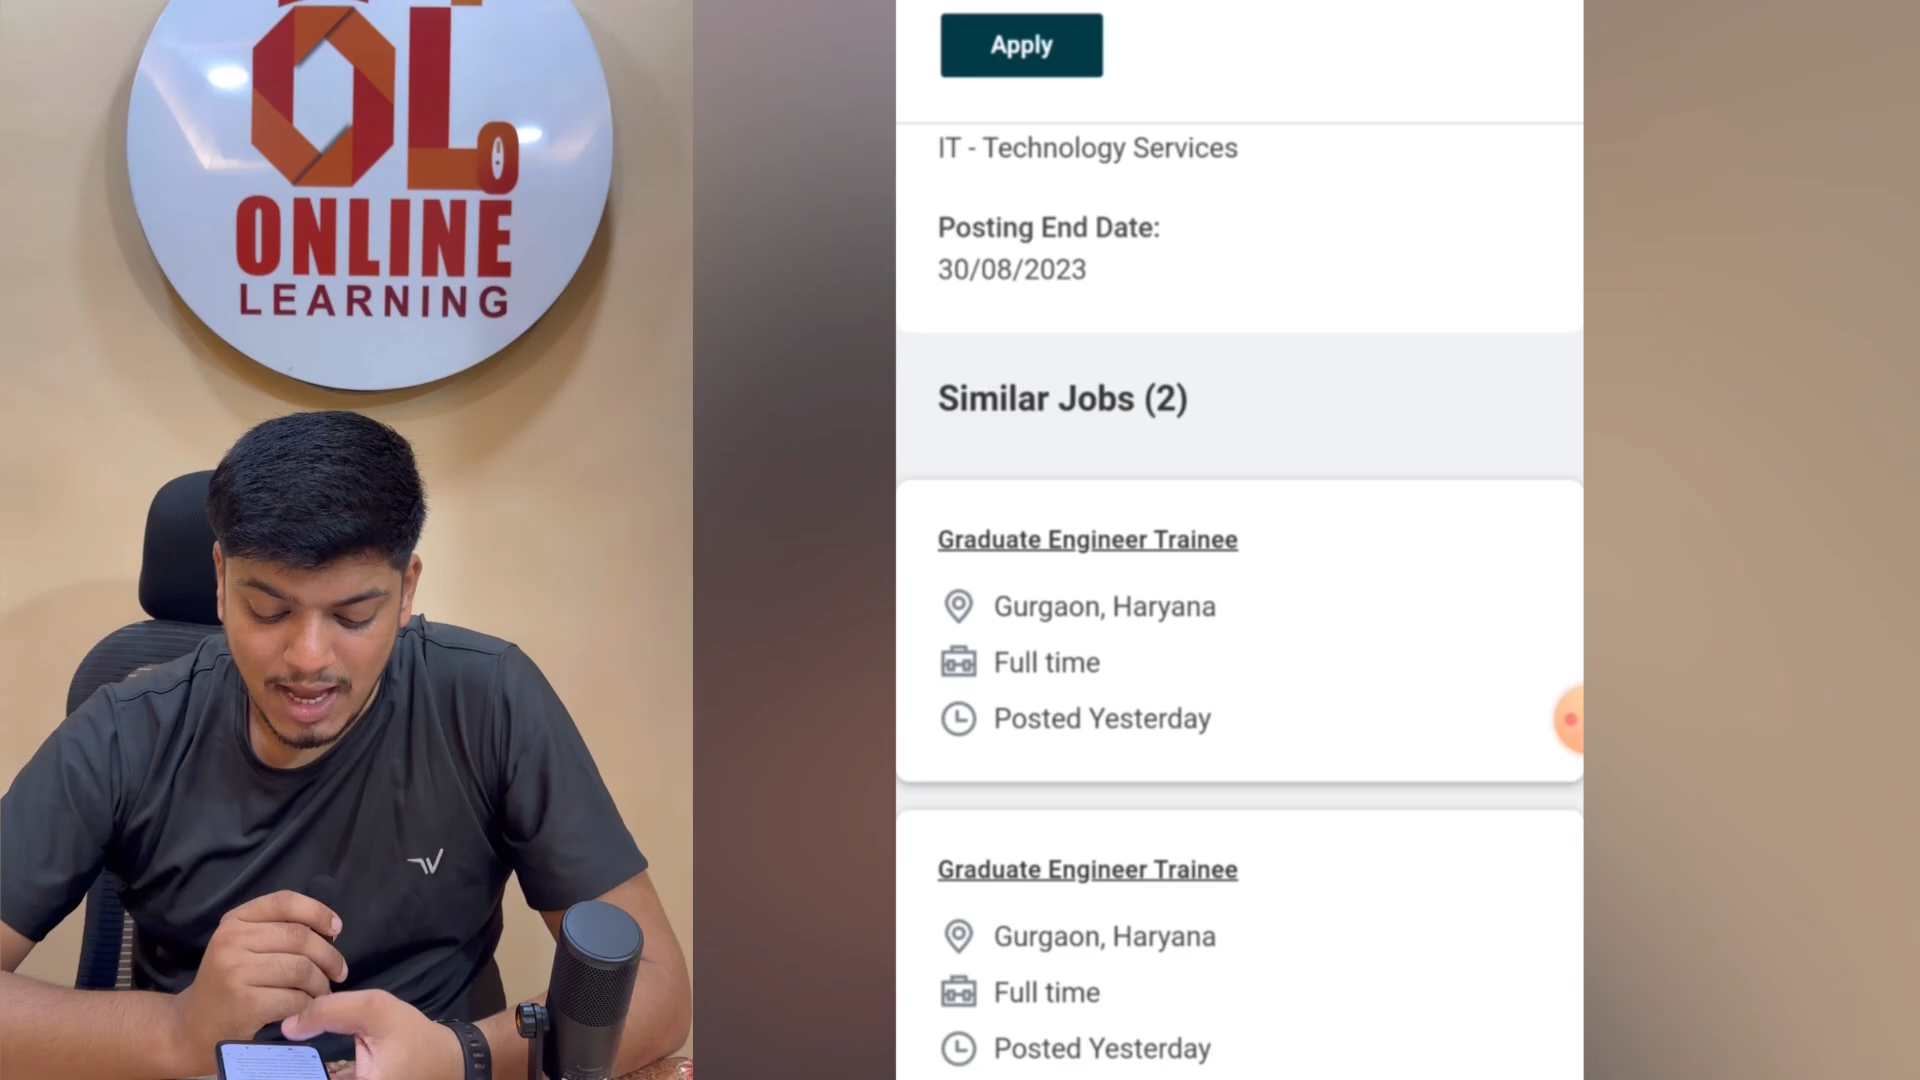 OL
ONLINE
LEARNING
Apply
IT - Technology Services
Posting End Date:
30/08/2023
Similar Jobs (2)
Graduate Engineer Trainee
Gurgaon, Haryana
Full time
Posted Yesterday
Graduate Engineer Trainee
Gurgaon, Haryana
Full time
Posted Yesterday